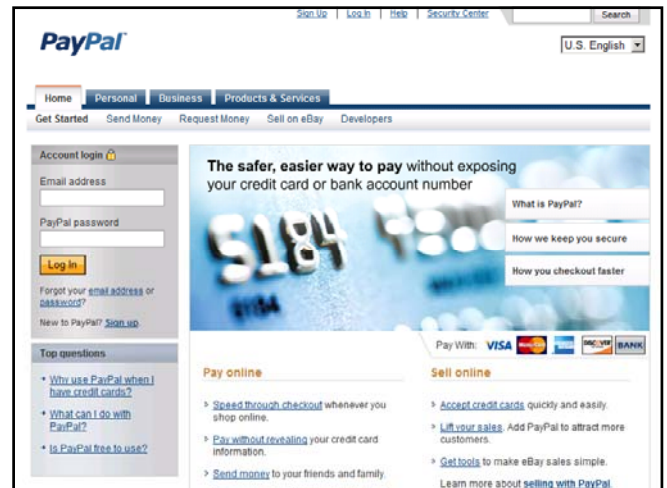 Sign Up | Log In | Help | Security Center
Search
PayPal
U.S. English
Home Personal Business Products & Services
Get Started Send Money Request Money Sell on eBay Developers
Account login
Email address
PayPal password
Log In
Forgot your email address or
password?
New to PayPal? Sign up.
Top questions
Why use PayPal when I
have credit cards?
What can I do with
PayPal?
Is PayPal free to use?
The safer, easier way to pay without exposing
your credit card or bank account number
5184
5184
What is PayPal?
How we keep you secure
How you checkout faster
Pay With: VISA MasterCard DISCOVER BANK
Pay online
Speed through checkout whenever you
shop online.
Pay without revealing your credit card
information.
Send money to your friends and family.
Sell online
Accept credit cards quickly and easily.
Lift your sales. Add PayPal to attract more
customers.
Get tools to make eBay sales simple.
Learn more about selling with PayPal.